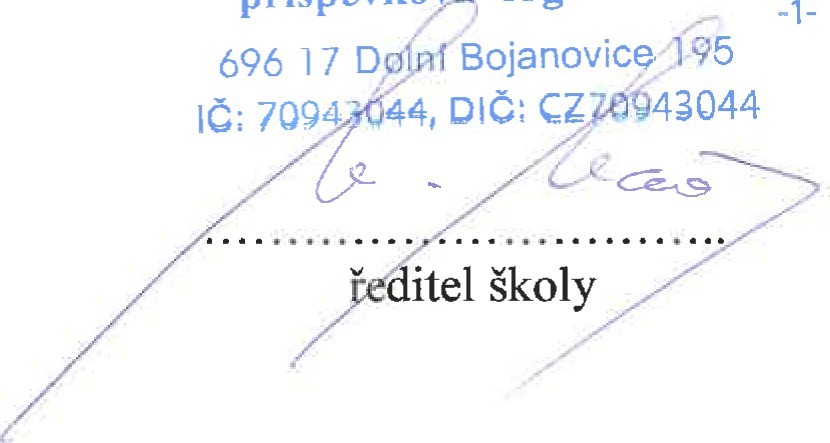 -1-
696 17 Dolní Bojanovice 195
IČ: 70943044, DIČ: CZ70943044
ředitel školy